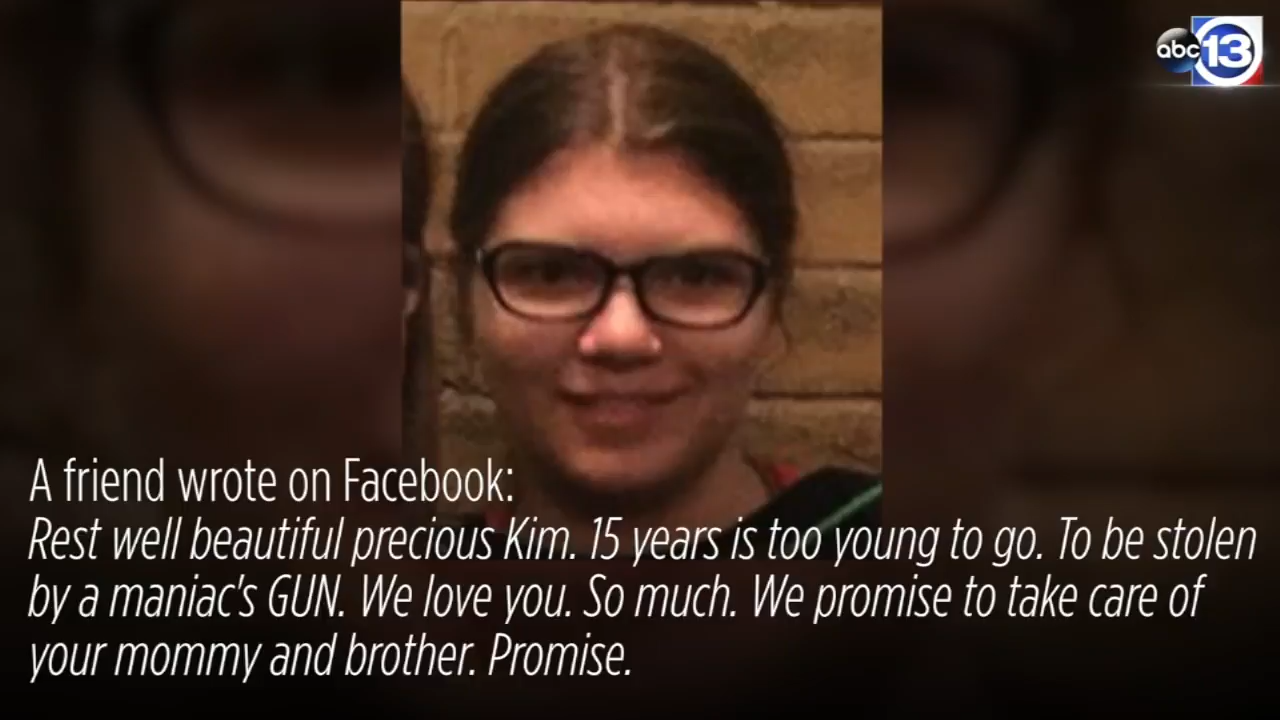 abc 13
A friend wrote on Facebook:
Rest well beautiful precious Kim. 15 years is too young to go. To be stolen
by a maniac's GUN. We love you. So much. We promise to take care of
your mommy and brother. Promise.